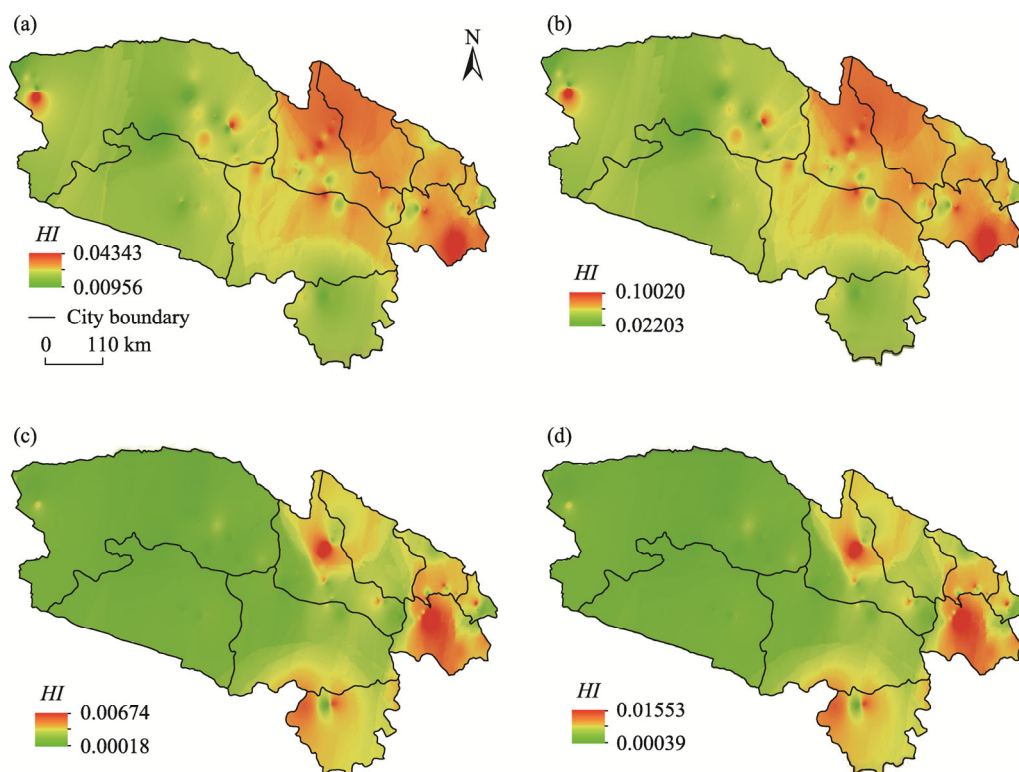 (a)
N
HI
0.04343
0.00956
City boundary
0 110 km
(b)
HI
0.10020
0.02203
(c)
HI
0.00674
0.00018
(d)
HI
0.01553
0.00039